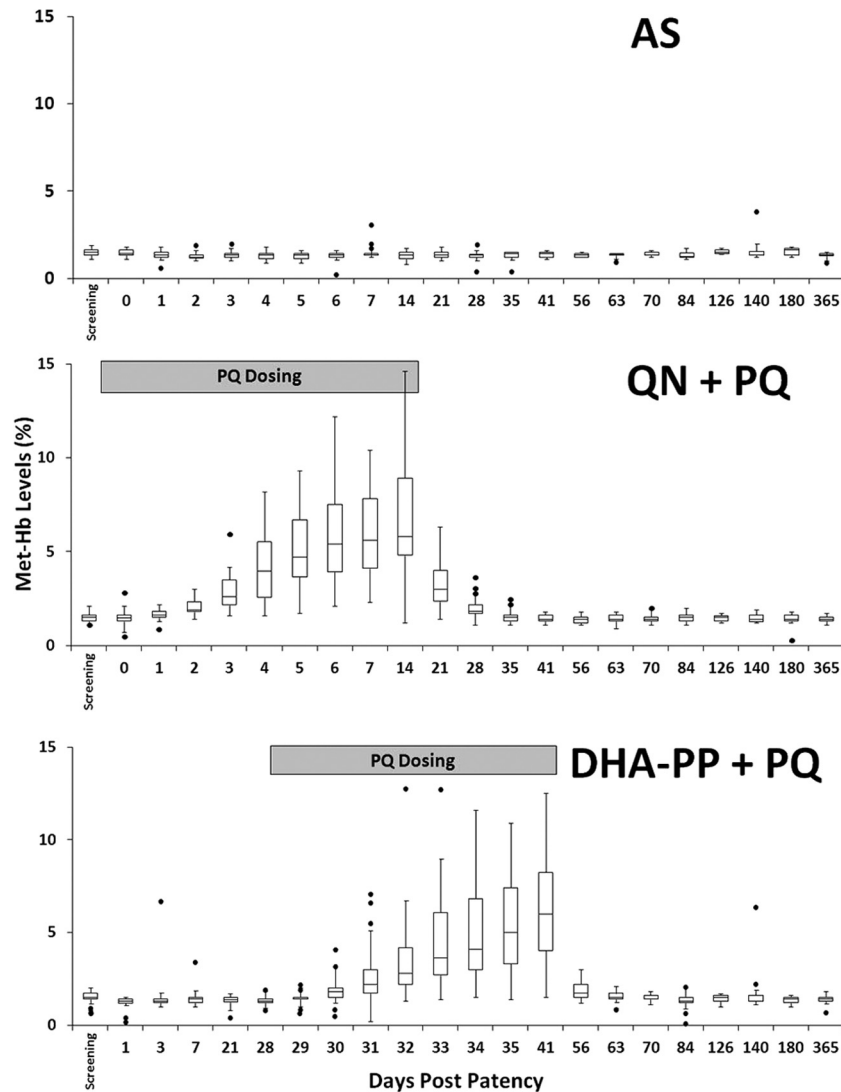 15
AS
10
5
0
Screening 0 1 2 3 4 5 6 7 14 21 28 35 41 56 63 70 84 126 140 180 365
15
PQ Dosing
QN + PQ
10
5
0
Screening 0 1 2 3 4 5 6 7 14 21 28 35 41 56 63 70 84 126 140 180 365
Met-Hb Levels (%)
15
PQ Dosing
DHA-PP + PQ
10
5
0
Screening 1 3 7 21 28 29 30 31 32 33 34 35 41 56 63 70 84 126 140 180 365
Days Post Patency